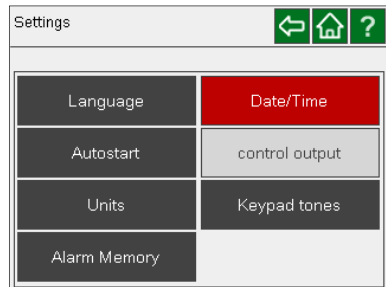 Settings
?
Language
Date/Time
Autostart
control output
Units
Keypad tones
Alarm Memory